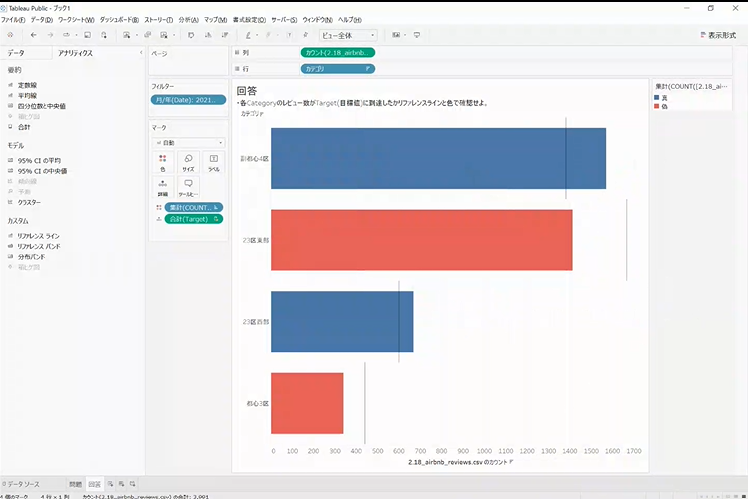 Tableau Public - ブック1
ファイル(F) データ(D) ワークシート(W) ダッシュボード(B) ストーリー(T) 分析(A) マップ(M) 書式設定(O) サーバー(S) ウィンドウ(N) ヘルプ(H)
ビュー全体
表示形式
データ
アナリティクス
要約
定数線
平均線
四分位数と中央値
箱ヒゲ図
合計
モデル
95% CI の平均
95% CI の中央値
傾向線
予測
クラスター
カスタム
リファレンス ライン
リファレンス バンド
分布バンド
箱ヒゲ図
ページ
フィルター
月/年(Date): 2021...
マーク
自動
色
サイズ
ラベル
詳細
ツールヒ...
集計(COUNT...
合計(Target)
列
カウント(2.18_airbnb...
行
カテゴリ
回答
・各Categoryのレビュー数がTarget(目標値)に到達したかリファレンスラインと色で確認せよ。
カテゴリ
副都心4区
23区東部
23区西部
都心3区
0 100 200 300 400 500 600 700 800 900 1000 1100 1200 1300 1400 1500 1600 1700
2.18_airbnb_reviews.csv のカウント
集計(COUNT([2.18_ai...
真
偽
データ ソース
問題
回答
4 個のマーク
4 行 x 1 列
カウント(2.18_airbnb_reviews.csv) の合計: 3,991